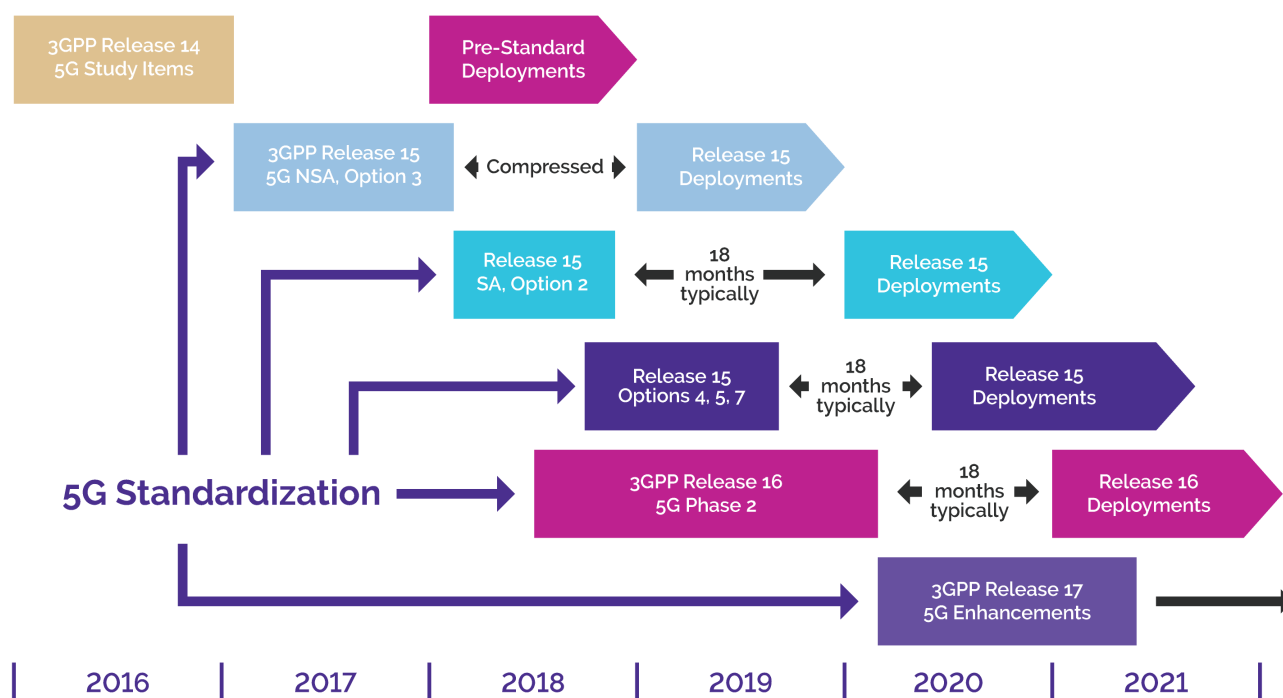 3GPP Release 14
5G Study Items
Pre-Standard
Deployments
3GPP Release 15
5G NSA, Option 3
Compressed
Release 15
Deployments
Release 15
SA, Option 2
18
months
typically
Release 15
Deployments
Release 15
Options 4, 5, 7
18
months
typically
Release 15
Deployments
5G Standardization
3GPP Release 16
5G Phase 2
18
months
typically
Release 16
Deployments
3GPP Release 17
5G Enhancements
2016
2017
2018
2019
2020
2021